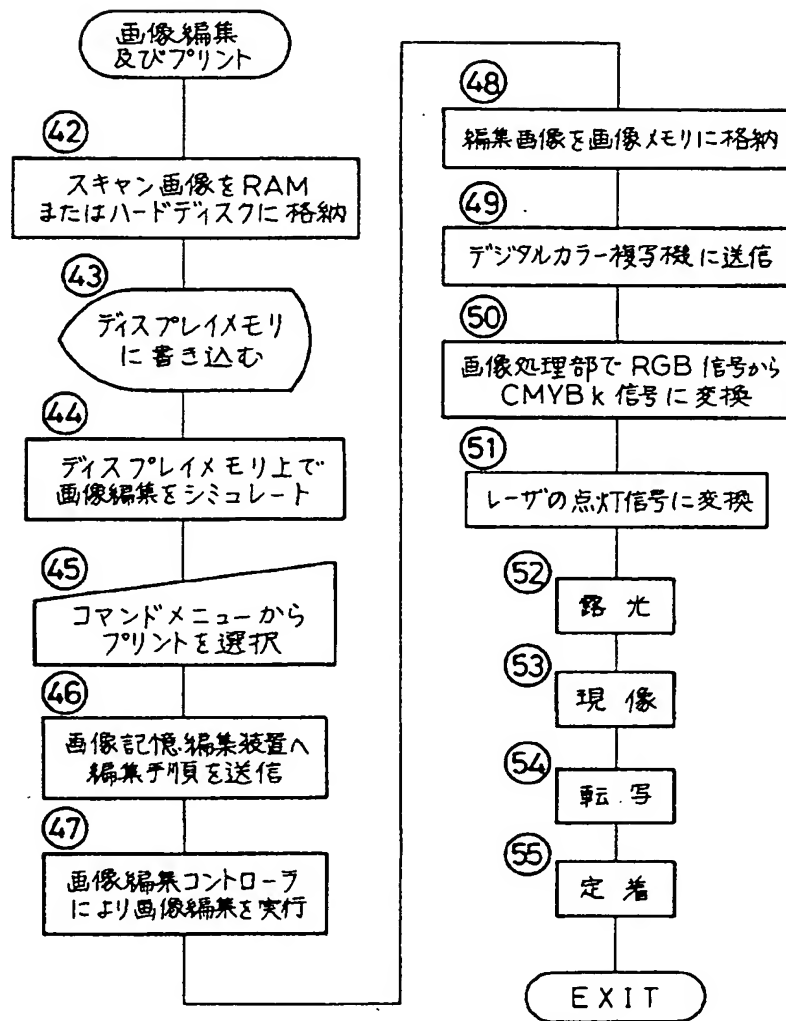 画像編集
及びプリント
42
スキャン画像をRAM
またはハードディスクに格納
43
ディスプレイメモリ
に書き込む
44
ディスプレイメモリ上で
画像編集をシミュレート
45
コマンドメニューから
プリントを選択
46
画像記憶・編集装置へ
編集手順を送信
47
画像編集コントローラ
により画像編集を実行
48
編集画像を画像メモリに格納
49
デジタルカラー複写機に送信
50
画像処理部でRGB信号から
CMYBk信号に変換
51
レーザの点灯信号に変換
52
露光
53
現像
54
転写
55
定着
EXIT